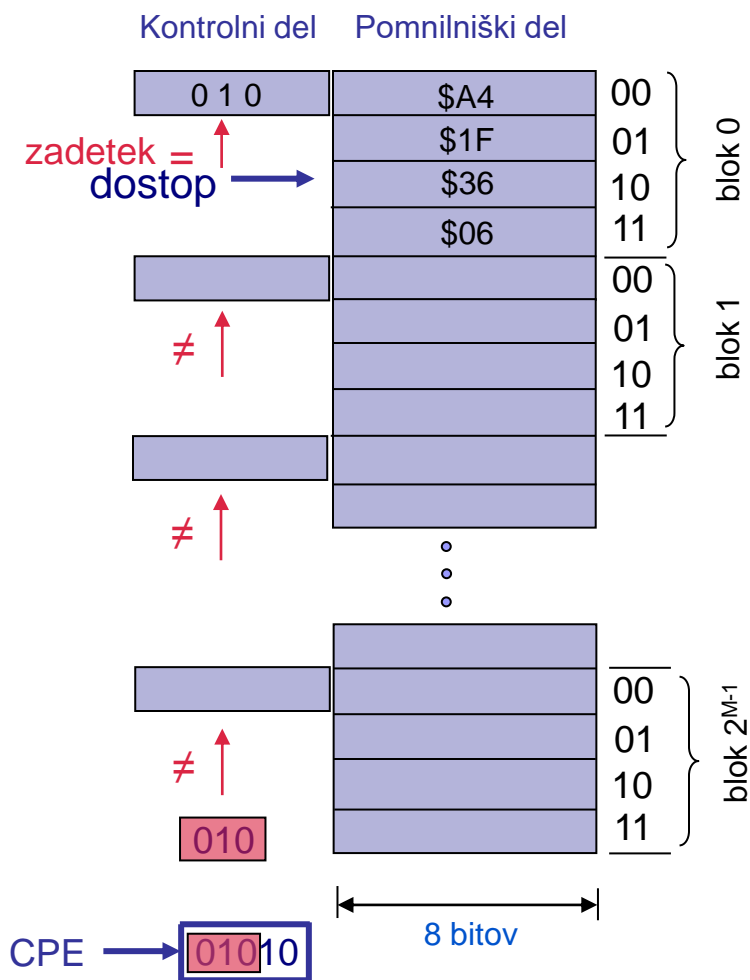 Kontrolni del Pomnilniški del
0 1 0 $A4 00
$1F 01
zadetek =
dostop $36 10
$06 11
blok 0
00
01
≠
10
11
blok 1
≠
00
01
≠
10
11
blok 2^M-1
010
8 bitov
CPE 01010